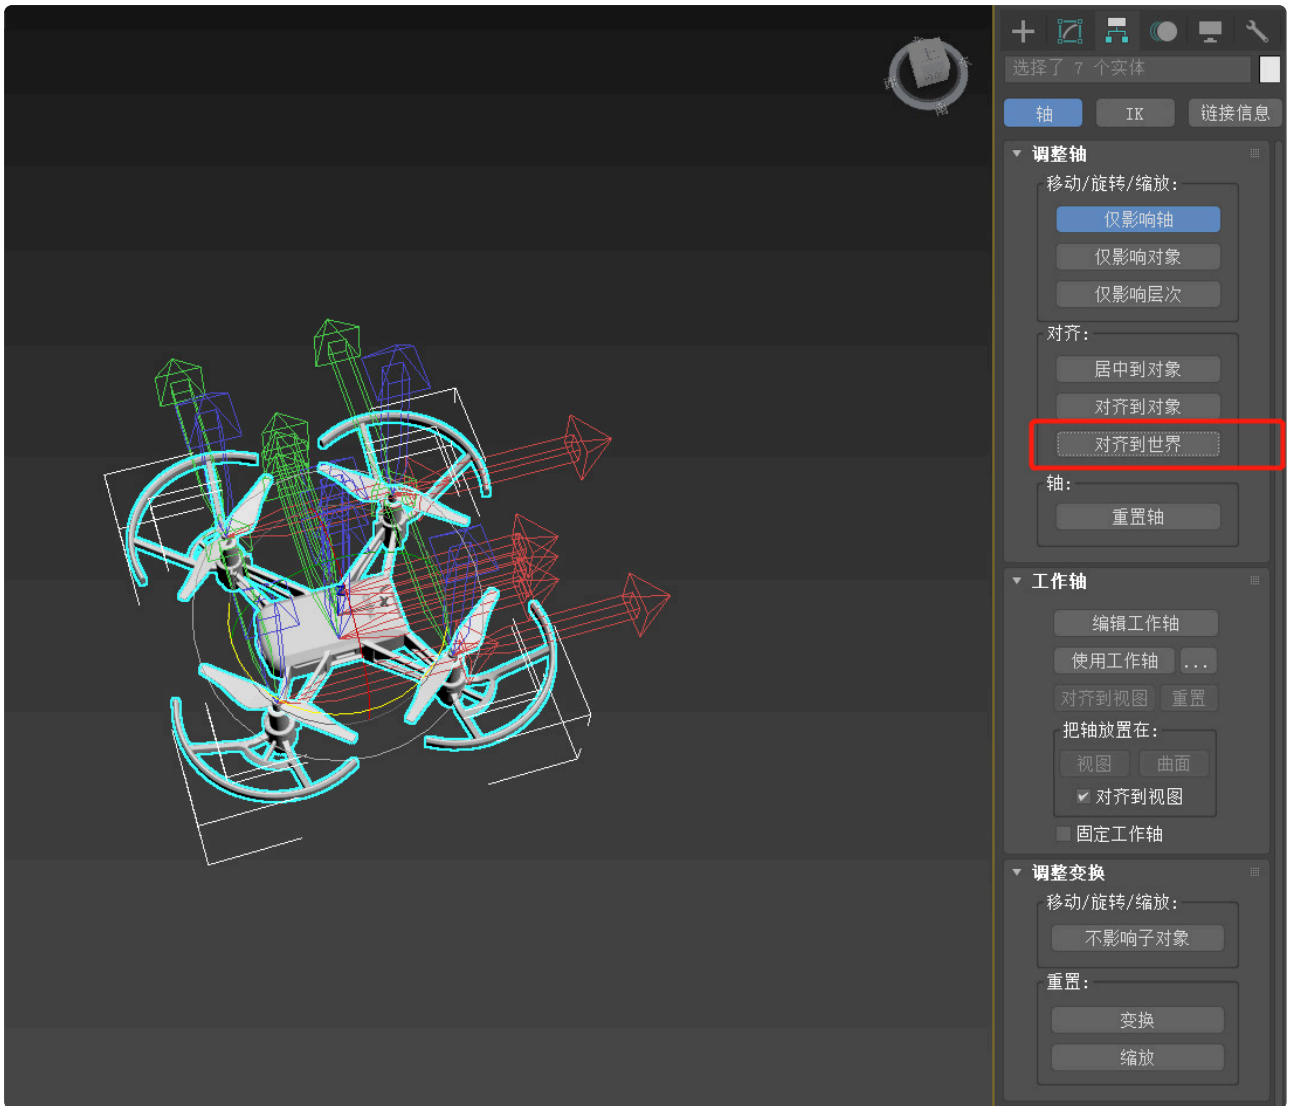 上
选择了 7 个实体
轴 IK 链接信息
调整轴
移动/旋转/缩放:
仅影响轴
仅影响对象
仅影响层次
对齐:
居中到对象
对齐到对象
对齐到世界
轴:
重置轴
工作轴
编辑工作轴
使用工作轴 ...
对齐到视图 重置
把轴放置在:
视图 曲面
对齐到视图
固定工作轴
调整变换
移动/旋转/缩放:
不影响子对象
重置:
变换
缩放